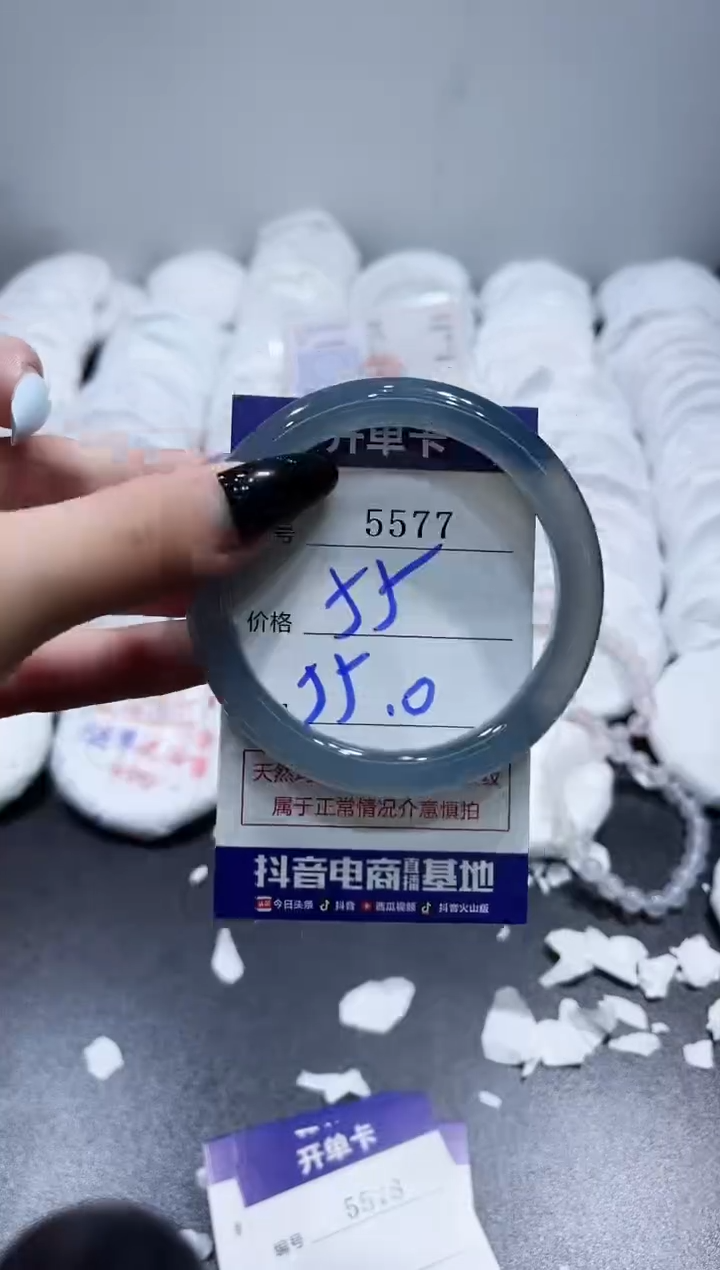 开单卡
号 5577
价格 55
55.0
天然
属于正常情况介意慎拍
抖音电商直播基地
今日头条 抖音 西瓜视频 抖音火山版
开单卡
编号